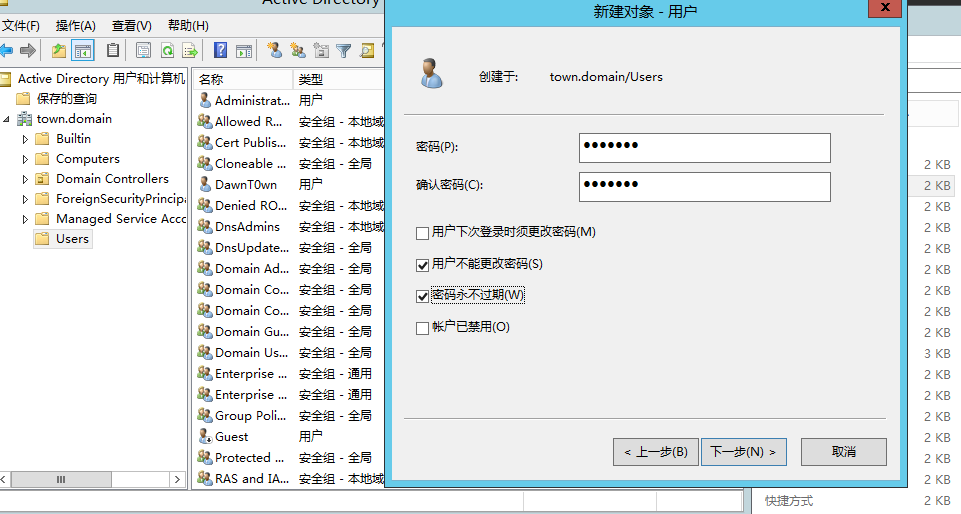 Active Directory
文件(F) 操作(A) 查看(V) 帮助(H)
Active Directory 用户和计算机
保存的查询
town.domain
Builtin
Computers
Domain Controllers
ForeignSecurityPrincipa
Managed Service Acco
Users
名称 类型
Administrat... 用户
Allowed R... 安全组 - 本地域
Cert Publis... 安全组 - 本地域
Cloneable ... 安全组 - 全局
DawnT0wn 用户
Denied RO... 安全组 - 本地域
DnsAdmins 安全组 - 本地域
DnsUpdate... 安全组 - 全局
Domain Ad... 安全组 - 全局
Domain Co... 安全组 - 全局
Domain Co... 安全组 - 全局
Domain Gu... 安全组 - 全局
Domain Us... 安全组 - 全局
Enterprise ... 安全组 - 通用
Enterprise ... 安全组 - 通用
Group Poli... 安全组 - 全局
Guest 用户
Protected ... 安全组 - 全局
RAS and IA... 安全组 - 本地域
新建对象 - 用户
x
创建于: town.domain/Users
密码(P): •••••••
确认密码(C): •••••••
用户下次登录时须更改密码(M)
用户不能更改密码(S)
密码永不过期(W)
帐户已禁用(O)
< 上一步(B) 下一步(N) > 取消
2 KB
2 KB
2 KB
2 KB
2 KB
2 KB
2 KB
2 KB
2 KB
3 KB
2 KB
2 KB
2 KB
2 KB
2 KB
2 KB
快捷方式 2 KB